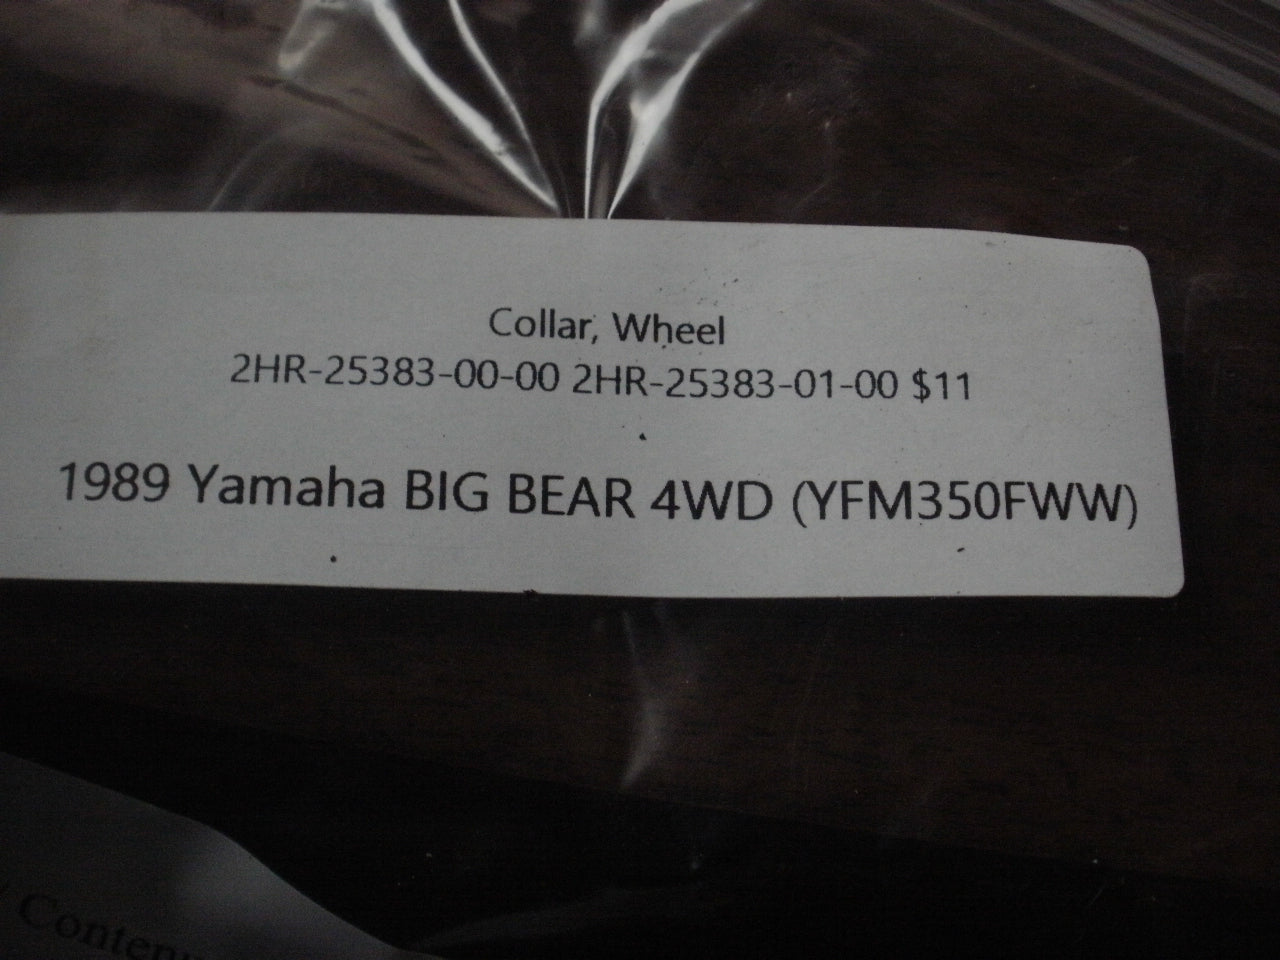 Collar, Wheel
2HR-25383-00-00 2HR-25383-01-00 $11
1989 Yamaha BIG BEAR 4WD (YFM350FWW)